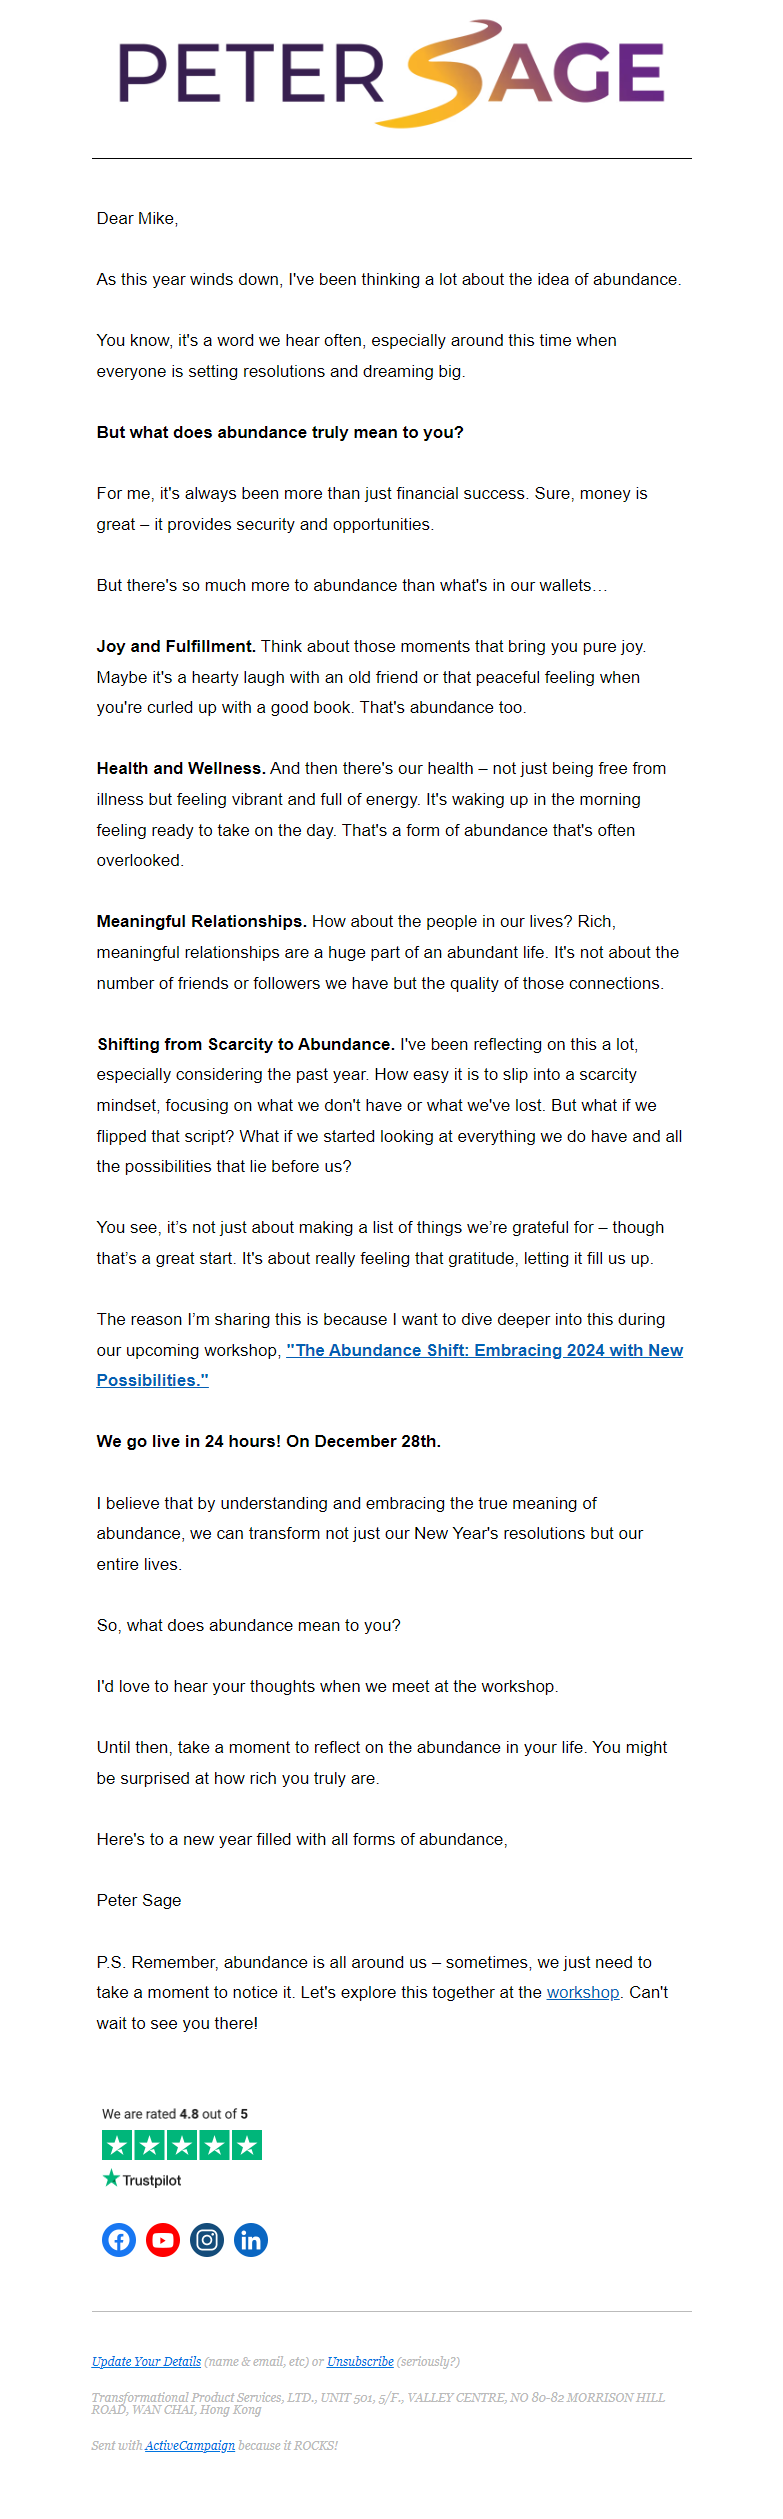 PETER SAGE
Dear Mike,
As this year winds down, I've been thinking a lot about the idea of abundance.
You know, it's a word we hear often, especially around this time when
everyone is setting resolutions and dreaming big.
But what does abundance truly mean to you?
For me, it's always been more than just financial success. Sure, money is
great – it provides security and opportunities.
But there's so much more to abundance than what's in our wallets…
Joy and Fulfillment. Think about those moments that bring you pure joy.
Maybe it's a hearty laugh with an old friend or that peaceful feeling when
you're curled up with a good book. That's abundance too.
Health and Wellness. And then there's our health – not just being free from
illness but feeling vibrant and full of energy. It's waking up in the morning
feeling ready to take on the day. That's a form of abundance that's often
overlooked.
Meaningful Relationships. How about the people in our lives? Rich,
meaningful relationships are a huge part of an abundant life. It's not about the
number of friends or followers we have but the quality of those connections.
Shifting from Scarcity to Abundance. I've been reflecting on this a lot,
especially considering the past year. How easy it is to slip into a scarcity
mindset, focusing on what we don't have or what we've lost. But what if we
flipped that script? What if we started looking at everything we do have and all
the possibilities that lie before us?
You see, it’s not just about making a list of things we’re grateful for – though
that’s a great start. It's about really feeling that gratitude, letting it fill us up.
The reason I’m sharing this is because I want to dive deeper into this during
our upcoming workshop, "The Abundance Shift: Embracing 2024 with New
Possibilities."
We go live in 24 hours! On December 28th.
I believe that by understanding and embracing the true meaning of
abundance, we can transform not just our New Year's resolutions but our
entire lives.
So, what does abundance mean to you?
I'd love to hear your thoughts when we meet at the workshop.
Until then, take a moment to reflect on the abundance in your life. You might
be surprised at how rich you truly are.
Here's to a new year filled with all forms of abundance,
Peter Sage
P.S. Remember, abundance is all around us – sometimes, we just need to
take a moment to notice it. Let's explore this together at the workshop. Can't
wait to see you there!
We are rated 4.8 out of 5
Trustpilot
Update Your Details (name & email, etc) or Unsubscribe (seriously?)
Transformational Product Services, LTD., UNIT 501, 5/F., VALLEY CENTRE, NO 80-82 MORRISON HILL
ROAD, WAN CHAI, Hong Kong
Sent with ActiveCampaign because it ROCKS!